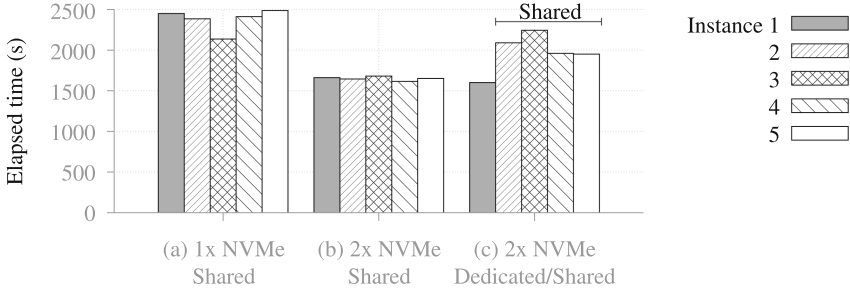 Shared
Instance 1
2
3
4
5
Elapsed time (s)
2500
2000
1500
1000
500
0
(a) 1x NVMe
Shared
(b) 2x NVMe
Shared
(c) 2x NVMe
Dedicated/Shared